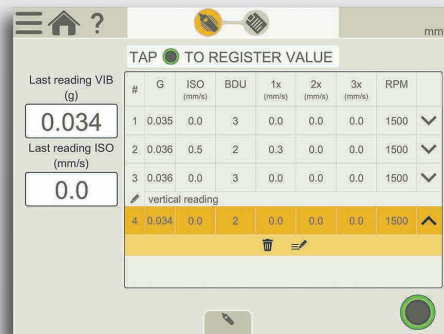 ?
mm
TAP TO REGISTER VALUE
Last reading VIB
(g)
0.034
Last reading ISO
(mm/s)
0.0
# G ISO (mm/s) BDU 1x (mm/s) 2x (mm/s) 3x (mm/s) RPM
1 0.035 0.0 3 0.0 0.0 0.0 1500
2 0.036 0.5 2 0.3 0.0 0.0 1500
3 0.036 0.0 3 0.0 0.0 0.0 1500
vertical reading
4 0.034 0.0 2 0.0 0.0 0.0 1500